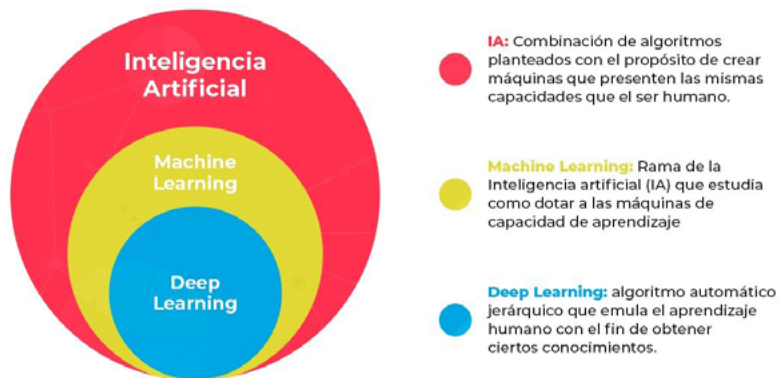 Inteligencia
Artificial
Machine
Learning
Deep
Learning
IA: Combinación de algoritmos
planteados con el propósito de crear
máquinas que presenten las mismas
capacidades que el ser humano.
Machine Learning: Rama de la
Inteligencia artificial (IA) que estudía
como dotar a las máquinas de
capacidad de aprendizaje
Deep Learning: algoritmo automático
jerárquico que emula el aprendizaje
humano con el fin de obtener
ciertos conocimientos.